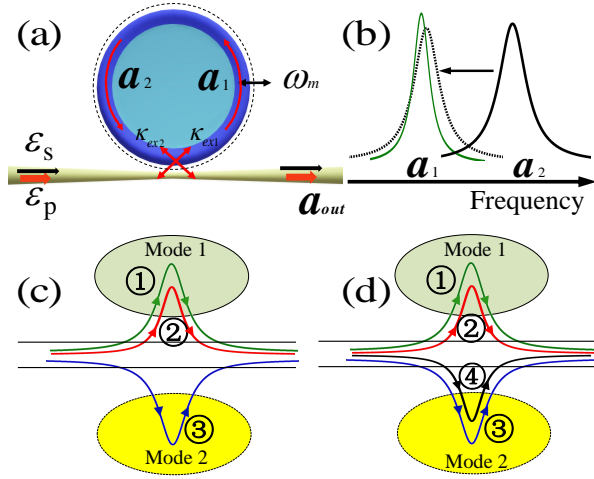 (a)
a₂ a₁ ωₘ
κₑₓ₂ κₑₓ₁
εₛ
εₚ
aₒᵤₜ
(b)
a₁ a₂
Frequency
(c)
Mode 1
①
②
③
Mode 2
(d)
Mode 1
①
②
④
③
Mode 2